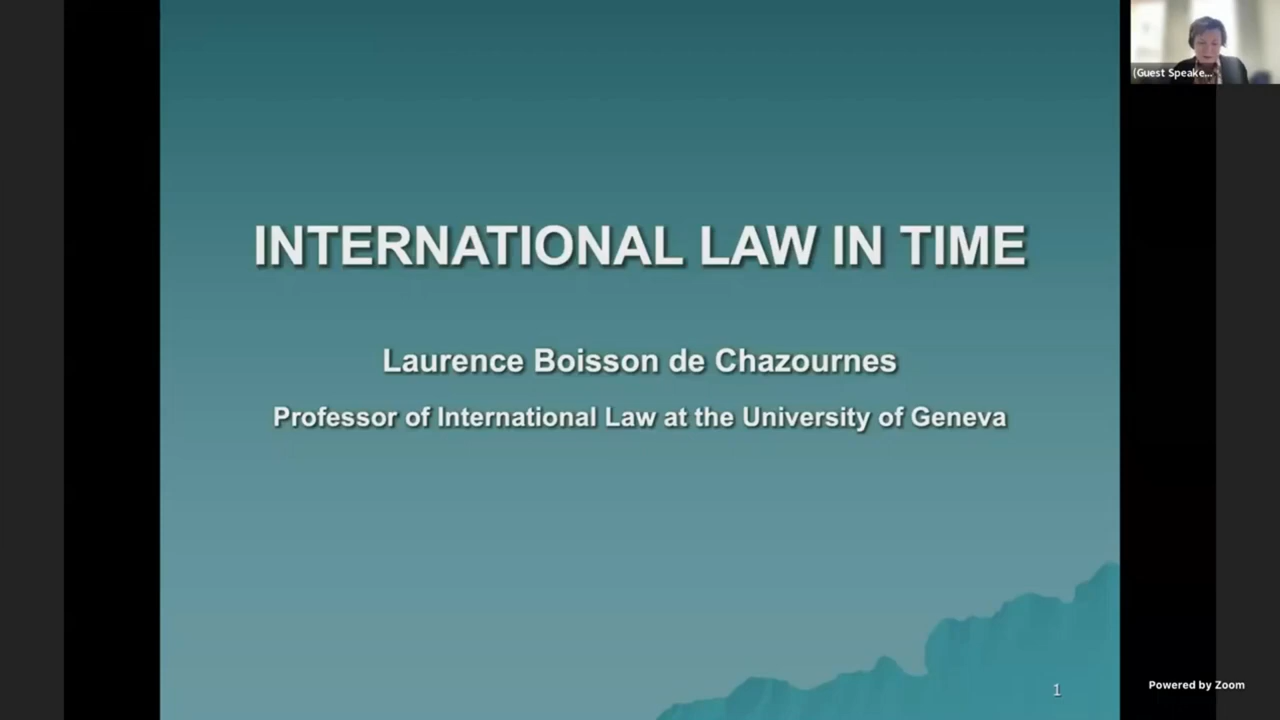 (Guest Speake...
INTERNATIONAL LAW IN TIME
Laurence Boisson de Chazournes
Professor of International Law at the University of Geneva
1
Powered by Zoom